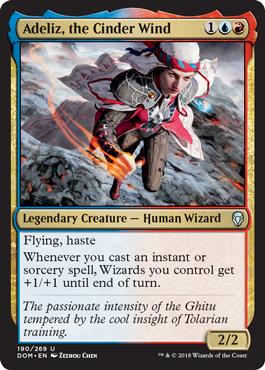 Adeliz, the Cinder Wind 1
Legendary Creature — Human Wizard
Flying, haste
Whenever you cast an instant or
sorcery spell, Wizards you control get
+1/+1 until end of turn.
The passionate intensity of the Ghitu
tempered by the cool insight of Tolarian
training.
2/2
190/269 U
DOM • EN Zezhou Chen
™ & © 2018 Wizards of the Coast